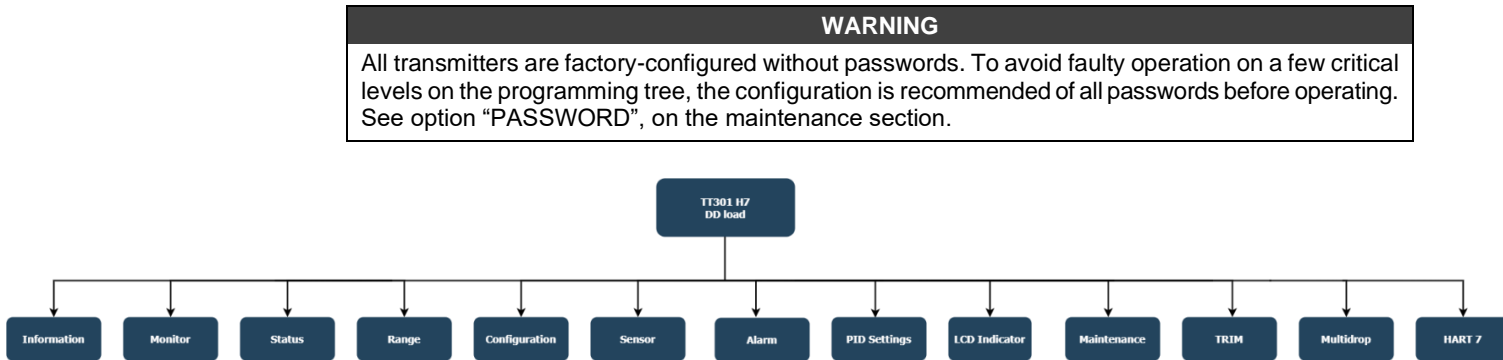 WARNING
All transmitters are factory-configured without passwords. To avoid faulty operation on a few critical
levels on the programming tree, the configuration is recommended of all passwords before operating.
See option “PASSWORD”, on the maintenance section.
TT301 H7
DD load
Information Monitor Status Range Configuration Sensor Alarm PID Settings LCD Indicator Maintenance TRIM Multidrop HART 7